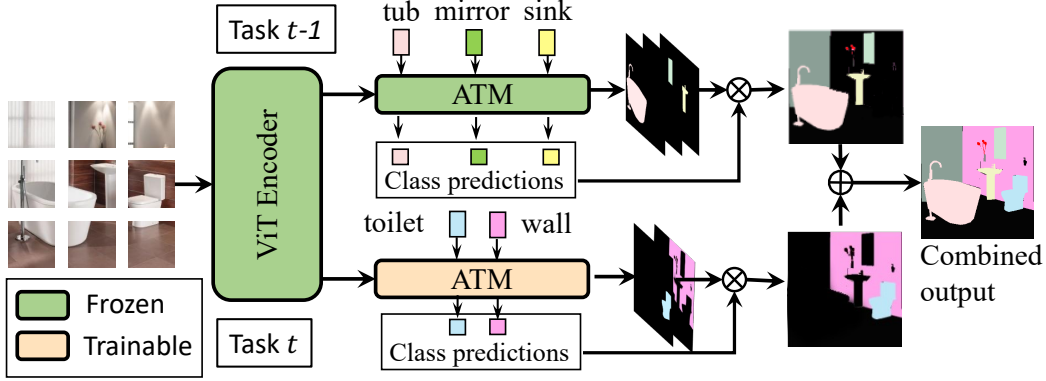 Task t-1
tub mirror sink
ATM
Class predictions
ViT Encoder
toilet wall
ATM
Class predictions
Task t
Frozen
Trainable
Combined
output